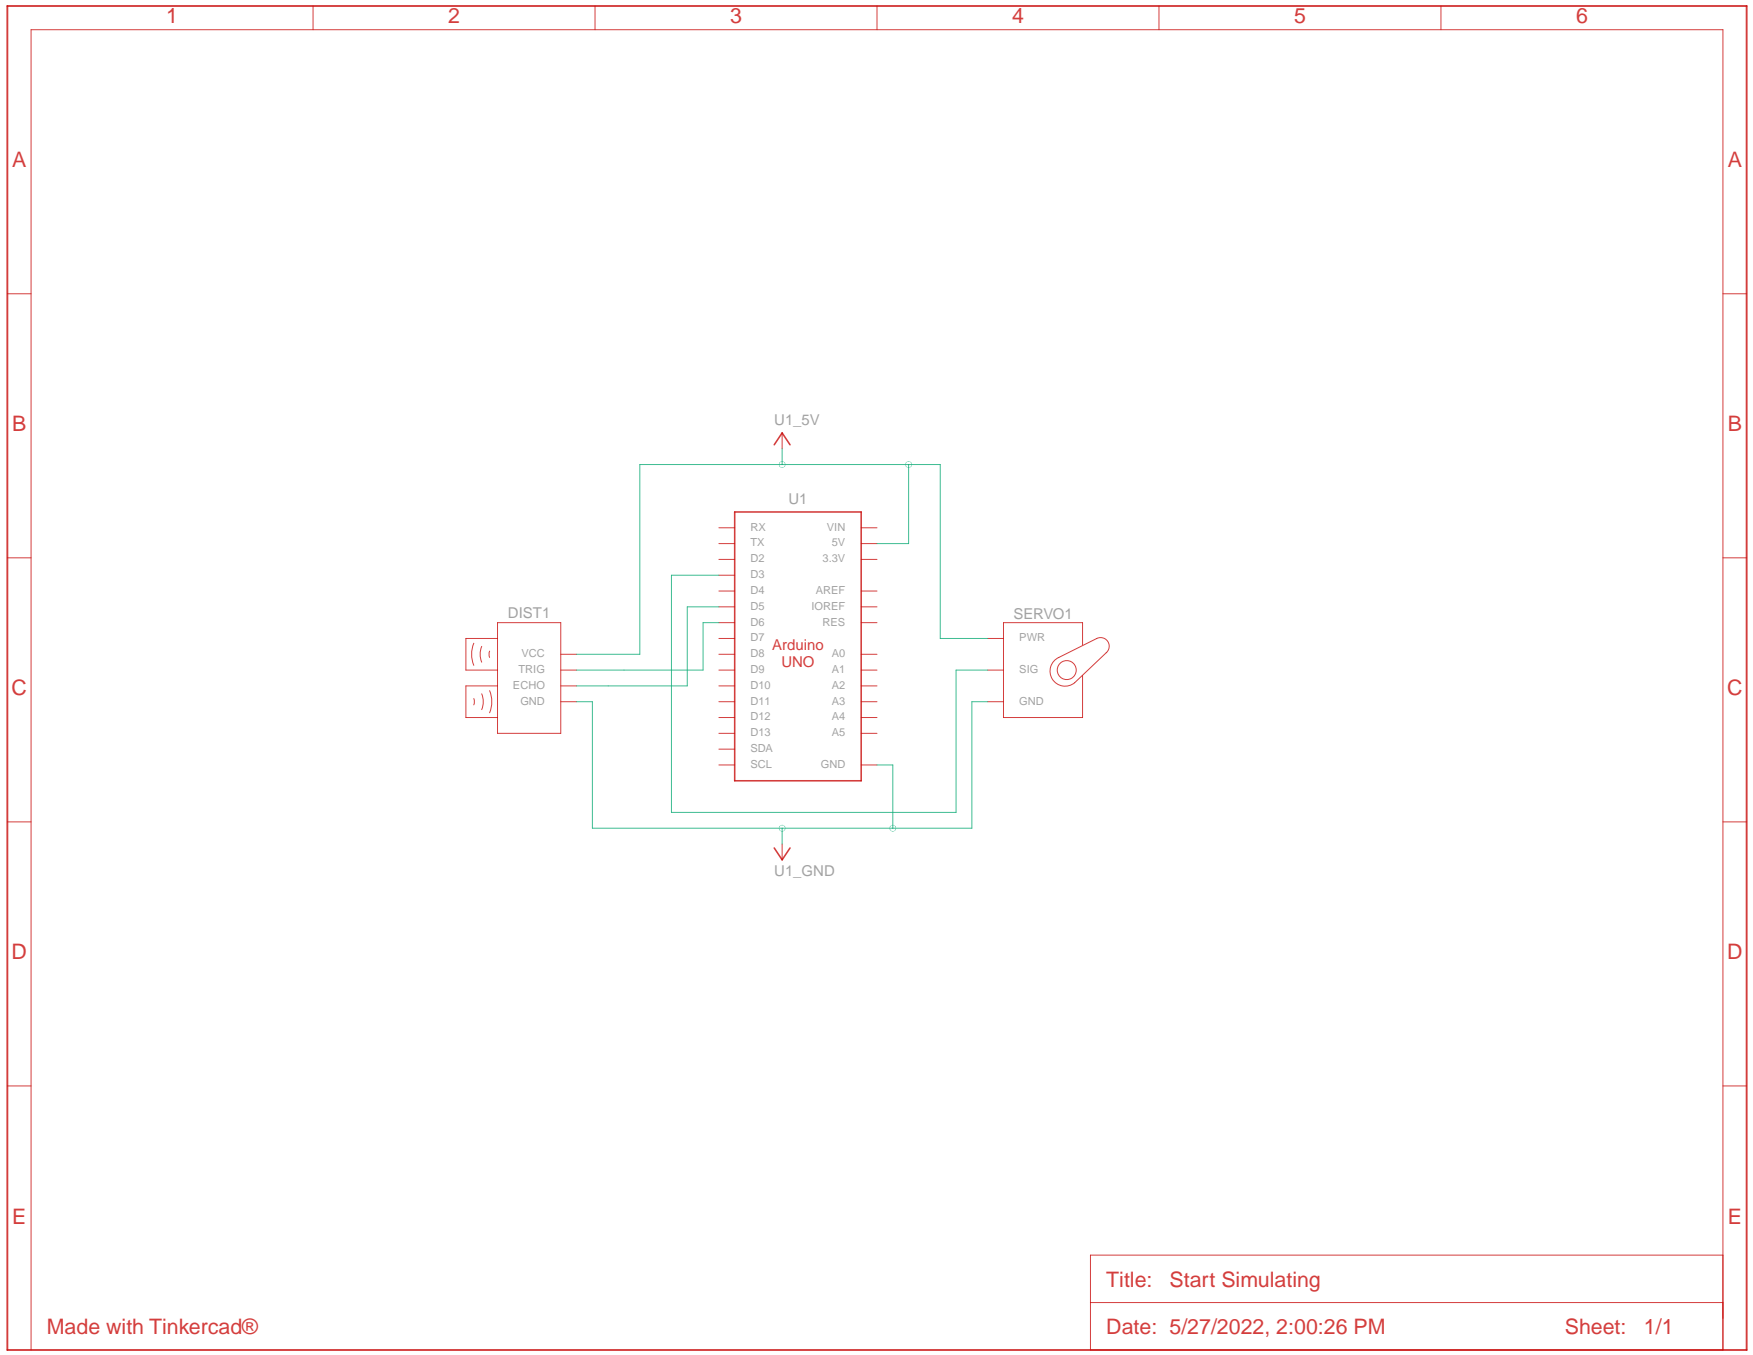 1 2 3 4 5 6
A A
B B
U1_5V
U1
RX VIN
TX 5V
D2 3.3V
D3
D4 AREF
D5 IOREF
D6 RES
D7
D8 A0
D9 A1
D10 A2
D11 A3
D12 A4
D13 A5
SDA
SCL GND
Arduino
UNO
DIST1
VCC
TRIG
ECHO
GND
SERVO1
PWR
SIG
GND
C C
U1_GND
D D
E E
Title: Start Simulating
Made with Tinkercad®
Date: 5/27/2022, 2:00:26 PM Sheet: 1/1